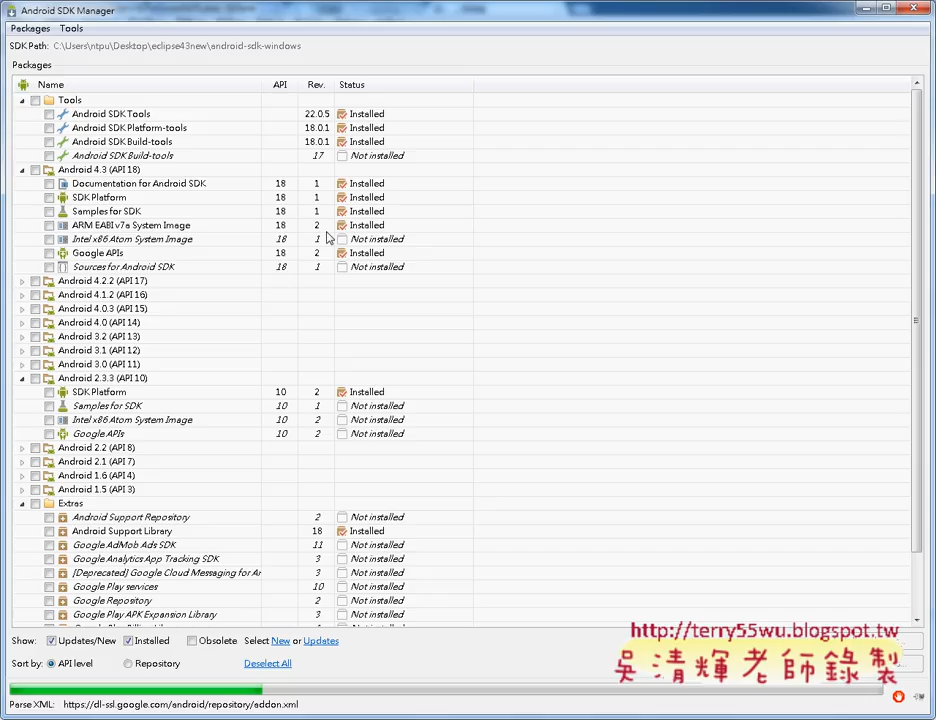 Android SDK Manager
Packages Tools
SDK Path: C:\Users\ntpu\Desktop\eclipse43new\android-sdk-windows
Packages
Name API Rev. Status
Tools
Android SDK Tools 22.0.5 Installed
Android SDK Platform-tools 18.0.1 Installed
Android SDK Build-tools 18.0.1 Installed
Android SDK Build-tools 17 Not installed
Android 4.3 (API 18)
Documentation for Android SDK 18 1 Installed
SDK Platform 18 1 Installed
Samples for SDK 18 1 Installed
ARM EABI v7a System Image 18 2 Installed
Intel x86 Atom System Image 18 1 Not installed
Google APIs 18 2 Installed
Sources for Android SDK 18 1 Not installed
Android 4.2.2 (API 17)
Android 4.1.2 (API 16)
Android 4.0.3 (API 15)
Android 4.0 (API 14)
Android 3.2 (API 13)
Android 3.1 (API 12)
Android 3.0 (API 11)
Android 2.3.3 (API 10)
SDK Platform 10 2 Installed
Samples for SDK 10 1 Not installed
Intel x86 Atom System Image 10 2 Not installed
Google APIs 10 2 Not installed
Android 2.2 (API 8)
Android 2.1 (API 7)
Android 1.6 (API 4)
Android 1.5 (API 3)
Extras
Android Support Repository 2 Not installed
Android Support Library 18 Installed
Google AdMob Ads SDK 11 Not installed
Google Analytics App Tracking SDK 3 Not installed
[Deprecated] Google Cloud Messaging for Ar 3 Not installed
Google Play services 10 Not installed
Google Repository 2 Not installed
Google Play APK Expansion Library 3 Not installed
Show: Updates/New Installed Obsolete Select New or Updates
Sort by: API level Repository Deselect All
http://terry55wu.blogspot.tw
吳清輝老師錄製
Parse XML: https://dl-ssl.google.com/android/repository/addon.xml